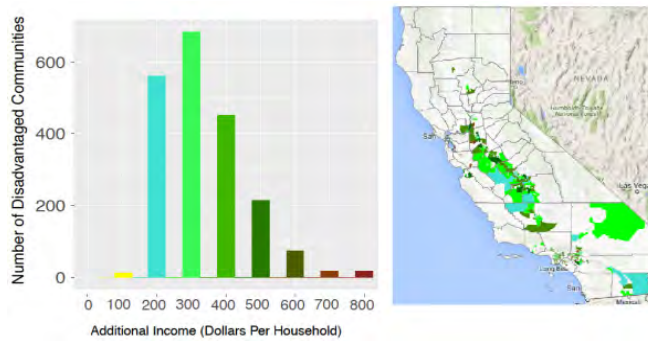 Number of Disadvantaged Communities
600
400
200
0
0 100 200 300 400 500 600 700 800
Additional Income (Dollars Per Household)
NEVADA
San
Las Vegas
Long Beach
San
Mexicali